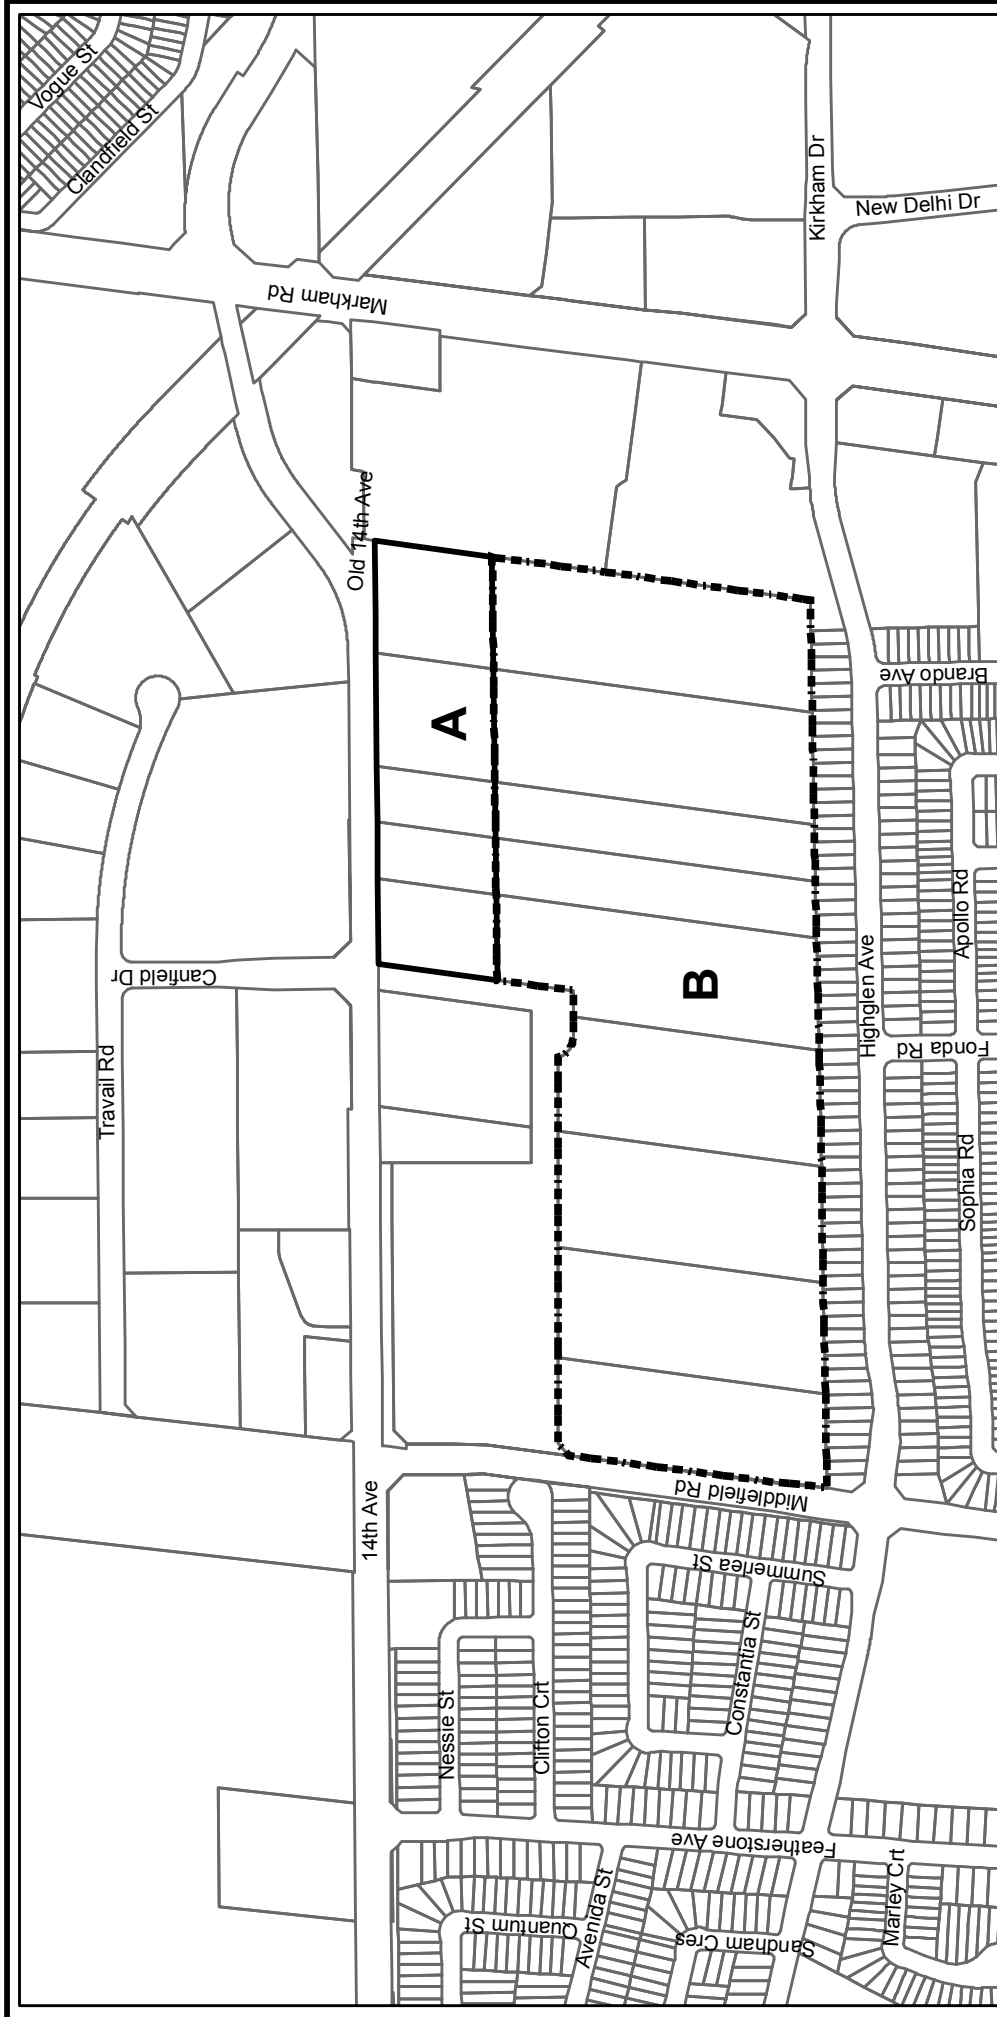 Vogue St
Clandfield St
Markham Rd
Kirkham Dr
New Delhi Dr
Old 14th Ave
A
Brando Ave
Canfield Dr
Travail Rd
B
Highglen Ave
Apollo Rd
Fonda Rd
Sophia Rd
14th Ave
Middlefield Rd
Summerlea St
Constantia St
Nessie St
Clifton Crt
Featherstone Ave
Quantum St
Avenida St
Sandham Cres
Marley Crt